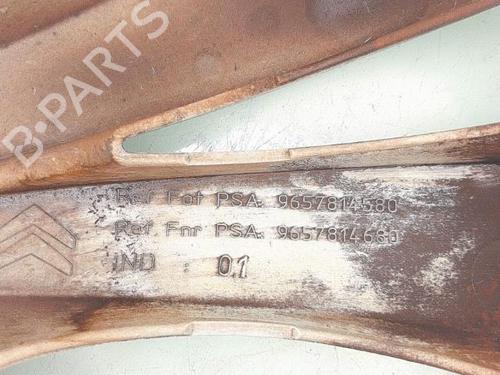 B-PARTS
Ref Fat PSA: 9657814580
Ref Fnr PSA: 9657814680
IND : 01